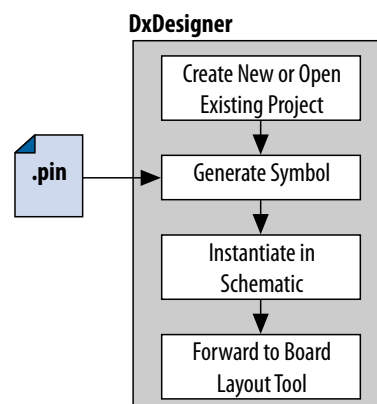 DxDesigner
Create New or Open
Existing Project
.pin
Generate Symbol
Instantiate in
Schematic
Forward to Board
Layout Tool